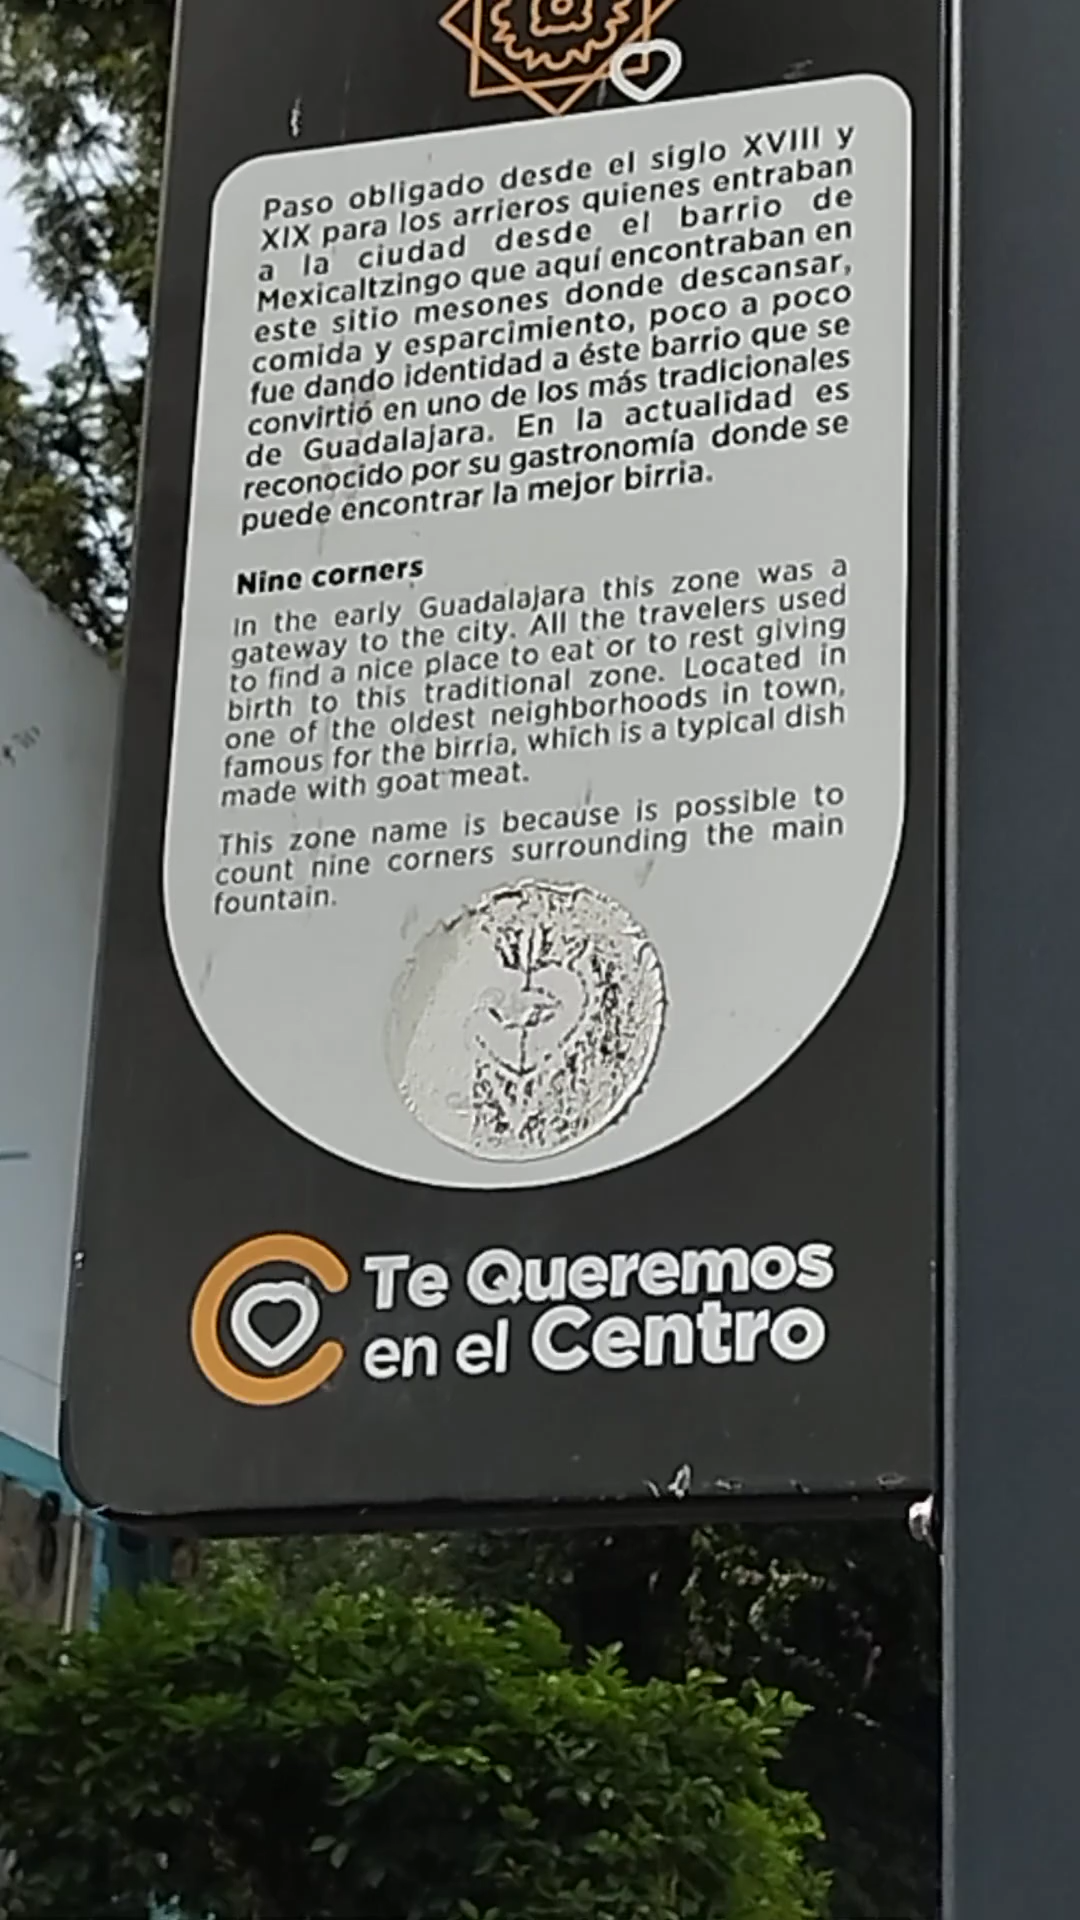 Paso obligado desde el siglo XVIII y
XIX para los arrieros quienes entraban
a la ciudad desde el barrio de
Mexicaltzingo que aquí encontraban en
este sitio mesones donde descansar,
comida y esparcimiento, poco a poco
fue dando identidad a éste barrio que se
convirtió en uno de los más tradicionales
de Guadalajara. En la actualidad es
reconocido por su gastronomía donde se
puede encontrar la mejor birria.
Nine corners
In the early Guadalajara this zone was a
gateway to the city. All the travelers used
to find a nice place to eat or to rest giving
birth to this traditional zone. Located in
one of the oldest neighborhoods in town,
famous for the birria, which is a typical dish
made with goat meat.
This zone name is because is possible to
count nine corners surrounding the main
fountain.
Te Queremos
en el Centro